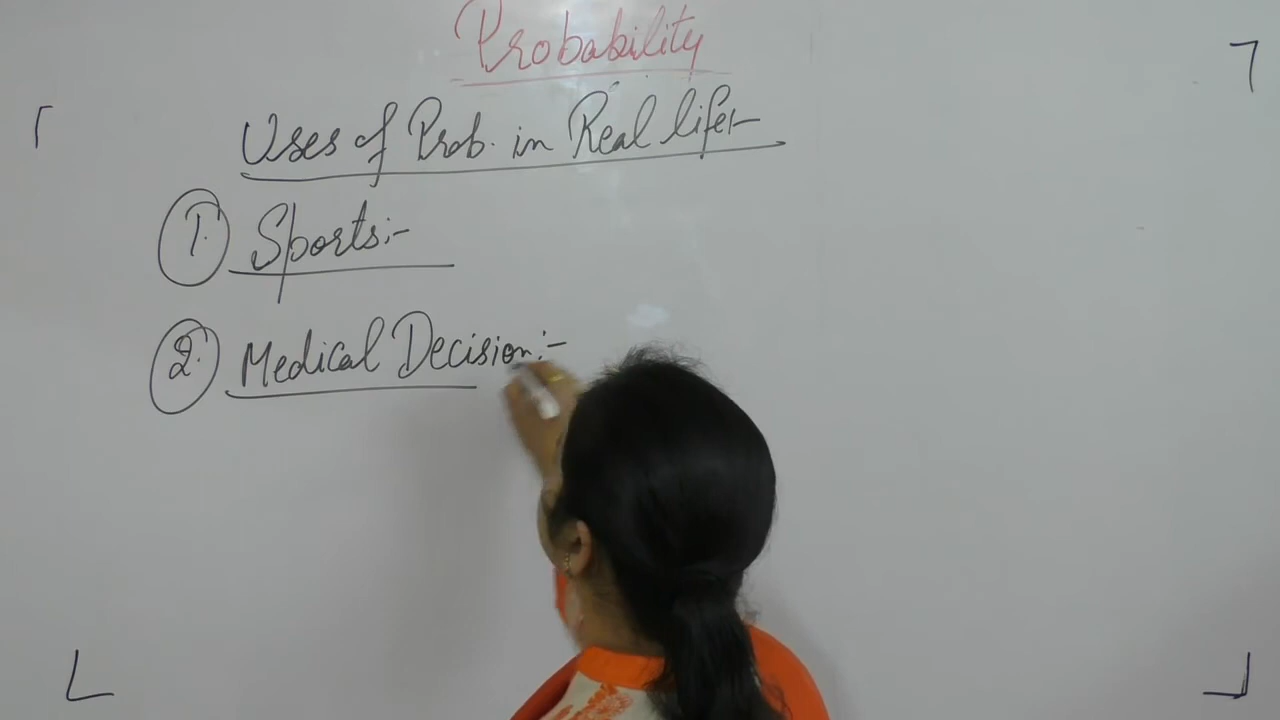 Probability
Uses of Prob. in Real life:-
1. Sports:-
2. Medical Decision:-